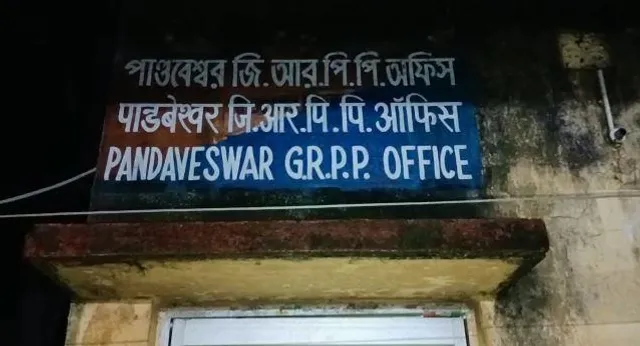 পাণ্ডবেশ্বর জি.আর.পি.পি.অফিস
पान्डबेश्वर जि.आर.पि.पि.ऑफिस
PANDAVESWAR G.R.P.P. OFFICE